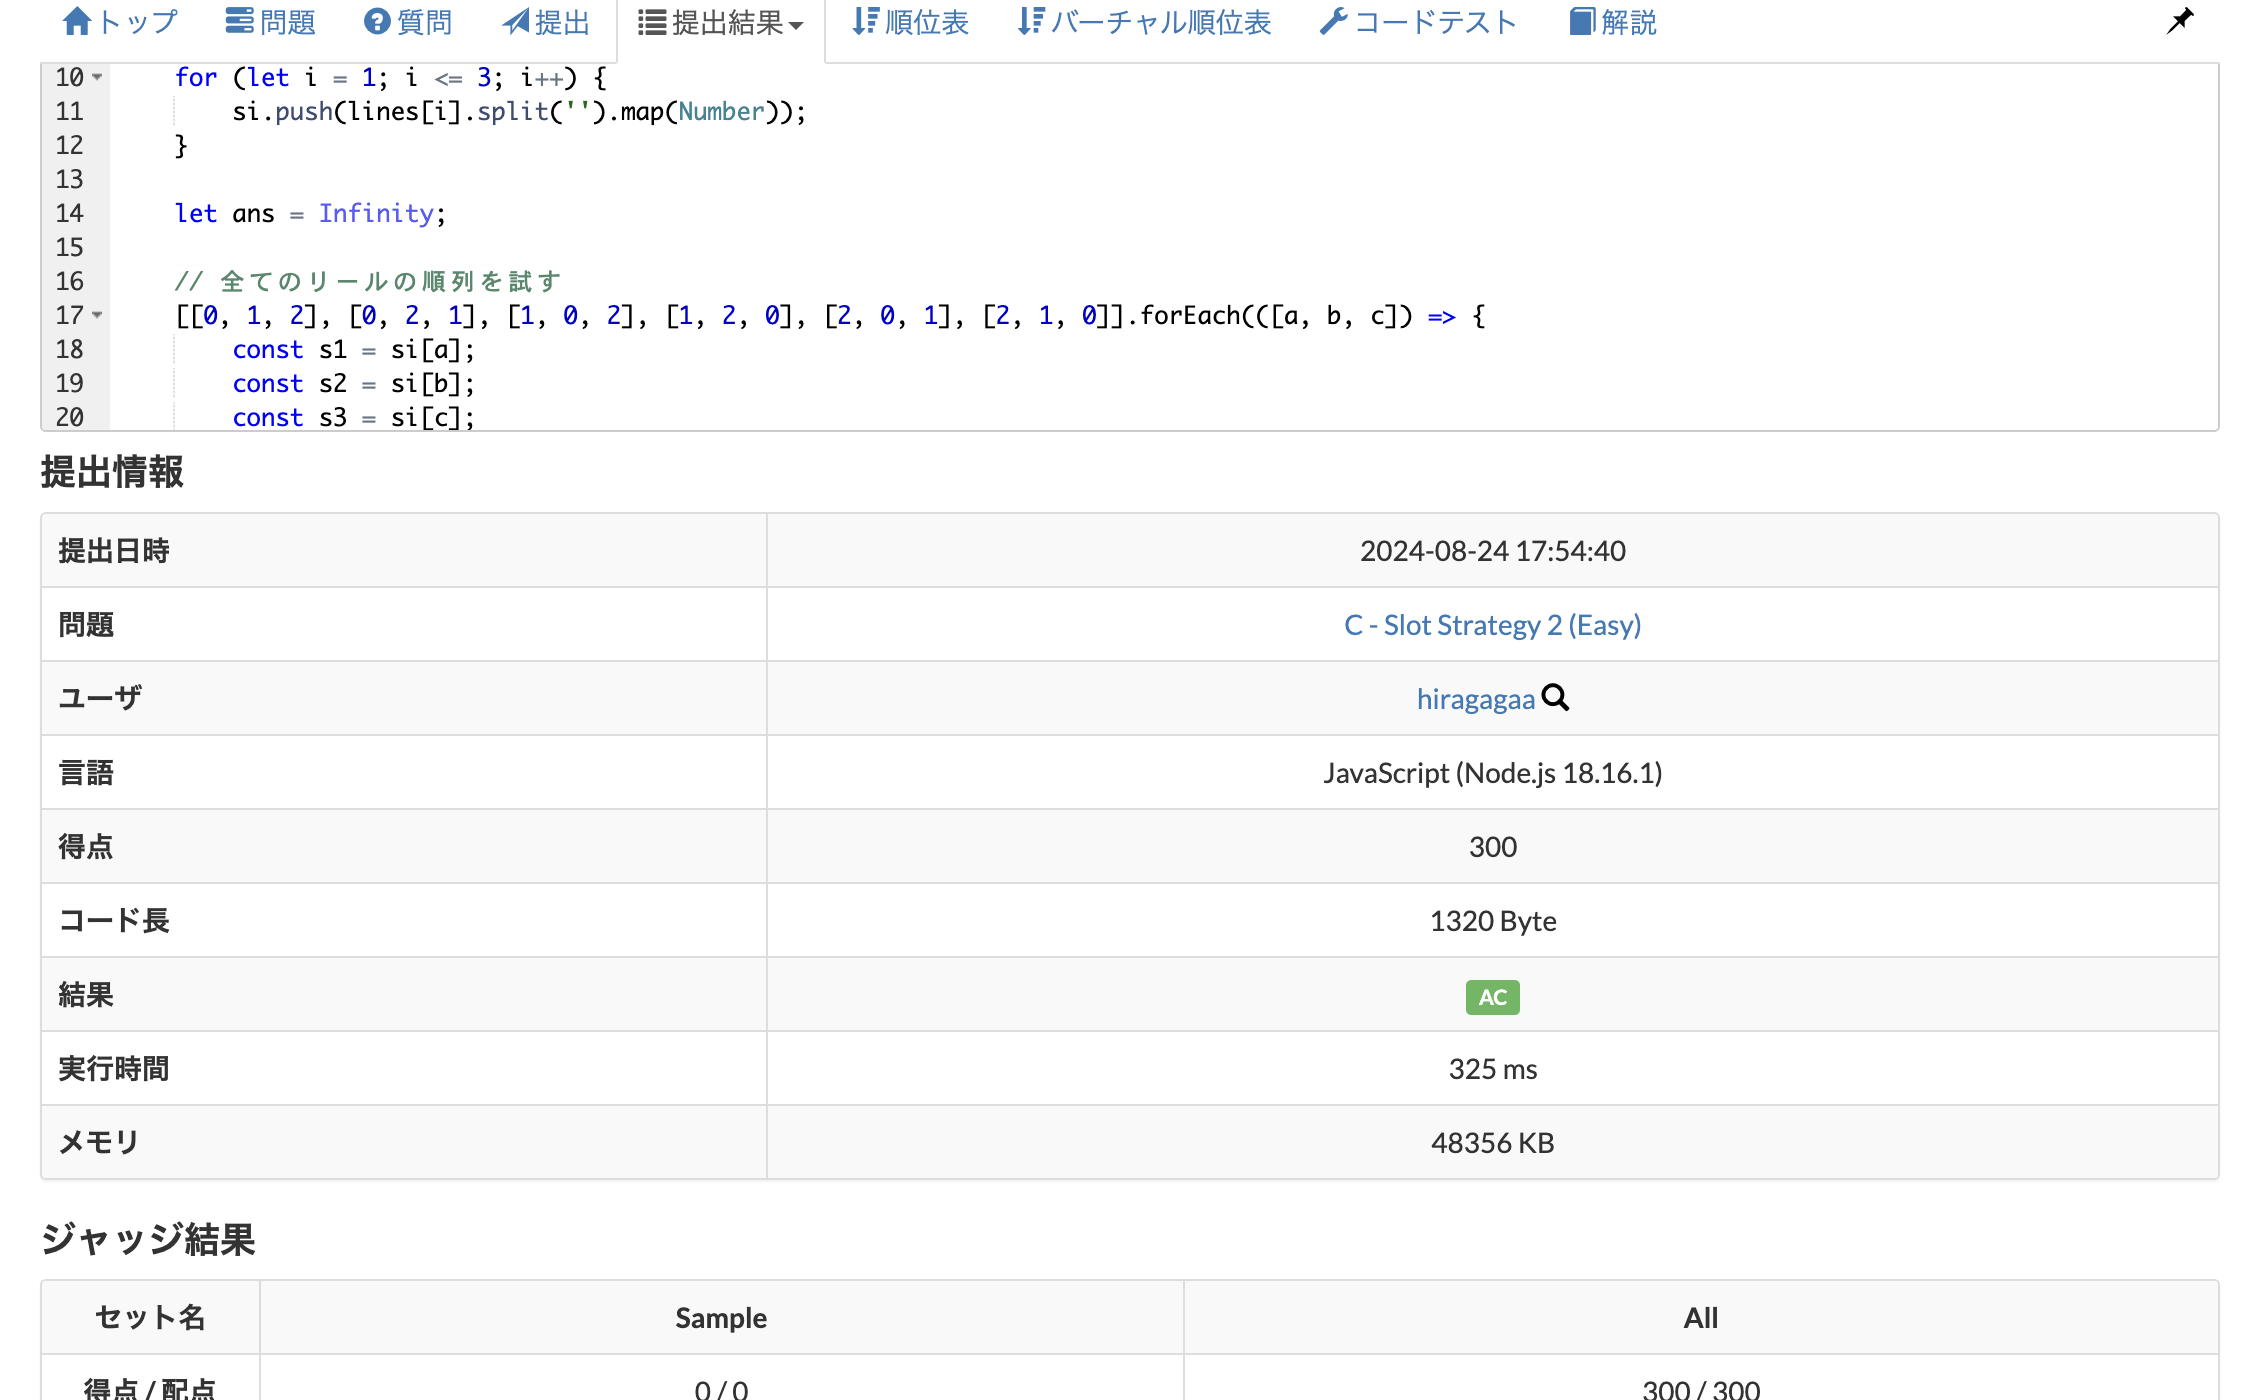 トップ 問題 質問 提出 提出結果 順位表 バーチャル順位表 コードテスト 解説
10 for (let i = 1; i <= 3; i++) {
11 si.push(lines[i].split('').map(Number));
12 }
13
14 let ans = Infinity;
15
16 // 全てのリールの順列を試す
17 [[0, 1, 2], [0, 2, 1], [1, 0, 2], [1, 2, 0], [2, 0, 1], [2, 1, 0]].forEach(([a, b, c]) => {
18 const s1 = si[a];
19 const s2 = si[b];
20 const s3 = si[c];
提出情報
提出日時 2024-08-24 17:54:40
問題 C - Slot Strategy 2 (Easy)
ユーザ hiragagaa
言語 JavaScript (Node.js 18.16.1)
得点 300
コード長 1320 Byte
結果 AC
実行時間 325 ms
メモリ 48356 KB
ジャッジ結果
セット名 Sample All
得点 / 配点 0 / 0 300 / 300